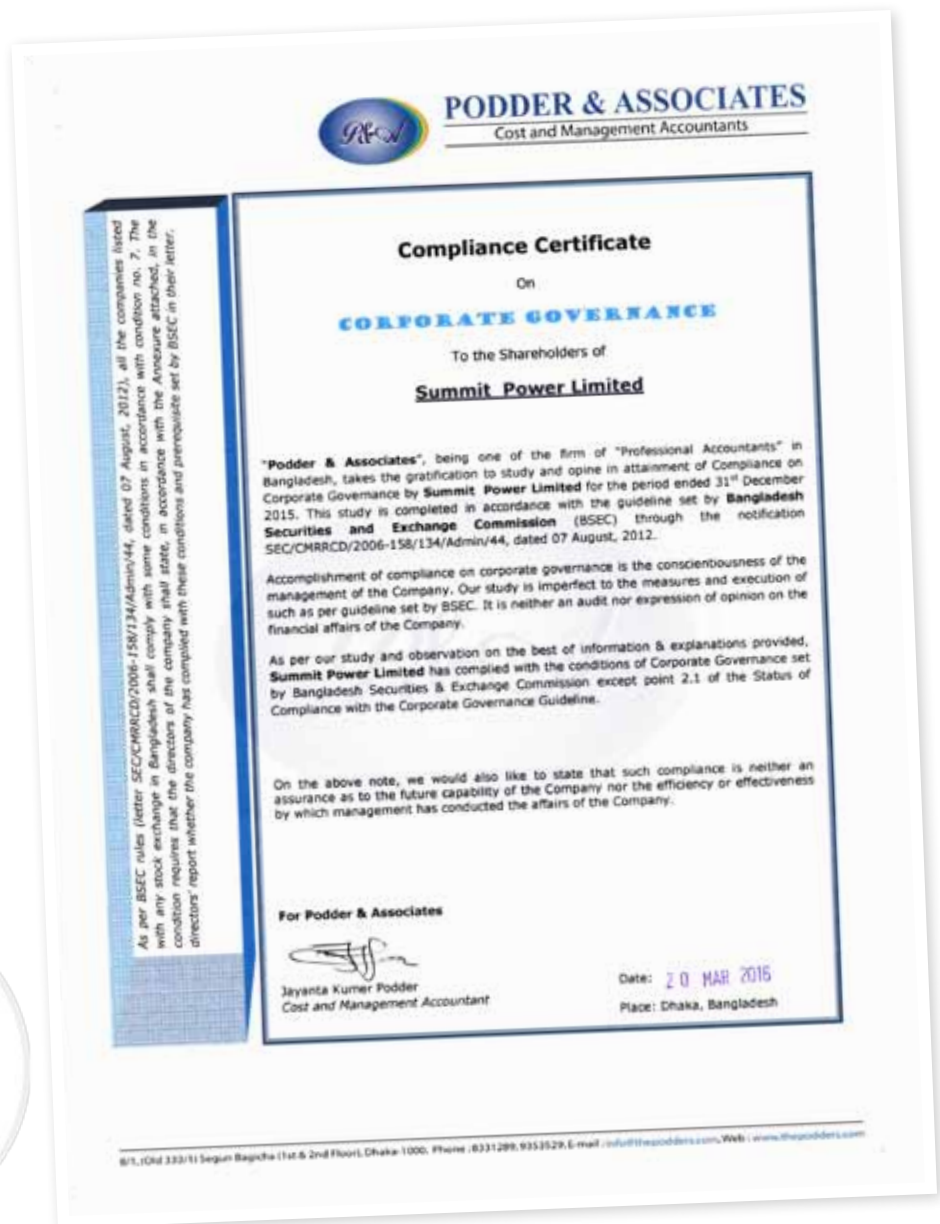 P&A
PODDER & ASSOCIATES
Cost and Management Accountants
As per BSEC rules (letter SEC/CMRRCD/2006-158/134/Admin/44, dated 07 August, 2012), all the companies listed
with any stock exchange in Bangladesh shall comply with some conditions in accordance with condition no. 7. The
condition requires that the directors of the company shall state, in accordance with the Annexure attached, in the
directors' report whether the company has complied with these conditions and prerequisite set by BSEC in their letter.
Compliance Certificate
On
CORPORATE GOVERNANCE
To the Shareholders of
Summit Power Limited
"Podder & Associates", being one of the firm of "Professional Accountants" in
Bangladesh, takes the gratification to study and opine in attainment of Compliance on
Corporate Governance by Summit Power Limited for the period ended 31st December
2015. This study is completed in accordance with the guideline set by Bangladesh
Securities and Exchange Commission (BSEC) through the notification
SEC/CMRRCD/2006-158/134/Admin/44, dated 07 August, 2012.
Accomplishment of compliance on corporate governance is the conscientiousness of the
management of the Company. Our study is imperfect to the measures and execution of
such as per guideline set by BSEC. It is neither an audit nor expression of opinion on the
financial affairs of the Company.
As per our study and observation on the best of information & explanations provided,
Summit Power Limited has complied with the conditions of Corporate Governance set
by Bangladesh Securities & Exchange Commission except point 2.1 of the Status of
Compliance with the Corporate Governance Guideline.
On the above note, we would also like to state that such compliance is neither an
assurance as to the future capability of the Company nor the efficiency or effectiveness
by which management has conducted the affairs of the Company.
For Podder & Associates
Jayanta Kumer Podder
Cost and Management Accountant
Date: 20 MAR 2016
Place: Dhaka, Bangladesh
8/1, (Old 333/1) Segun Bagicha (1st & 2nd Floor), Dhaka-1000, Phone : 8331289, 9353529, E-mail : info@thepodders.com, Web : www.thepodders.com